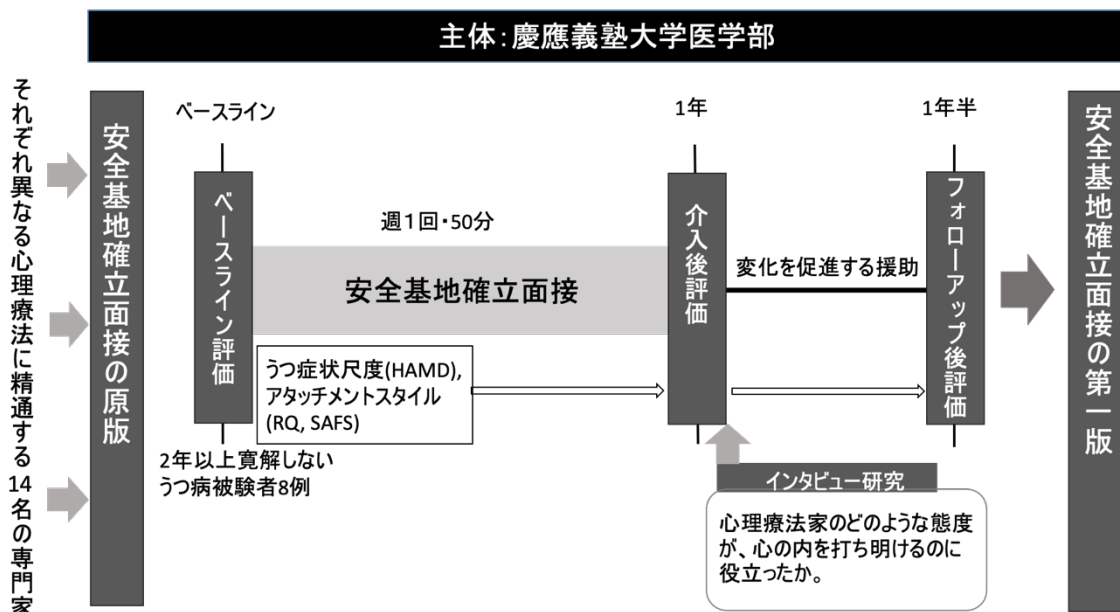 主体：慶應義塾大学医学部
それぞれ異なる心理療法に精通する14名の専門家
安全基地確立面接の原版
ベースライン
ベースライン評価
2年以上寛解しない
うつ病被験者8例
週1回・50分
安全基地確立面接
うつ症状尺度(HAMD),
アタッチメントスタイル
(RQ, SAFS)
1年
介入後評価
変化を促進する援助
インタビュー研究
心理療法家のどのような態度
が、心の内を打ち明けるのに
役立ったか。
1年半
フォローアップ後評価
安全基地確立面接の第一版